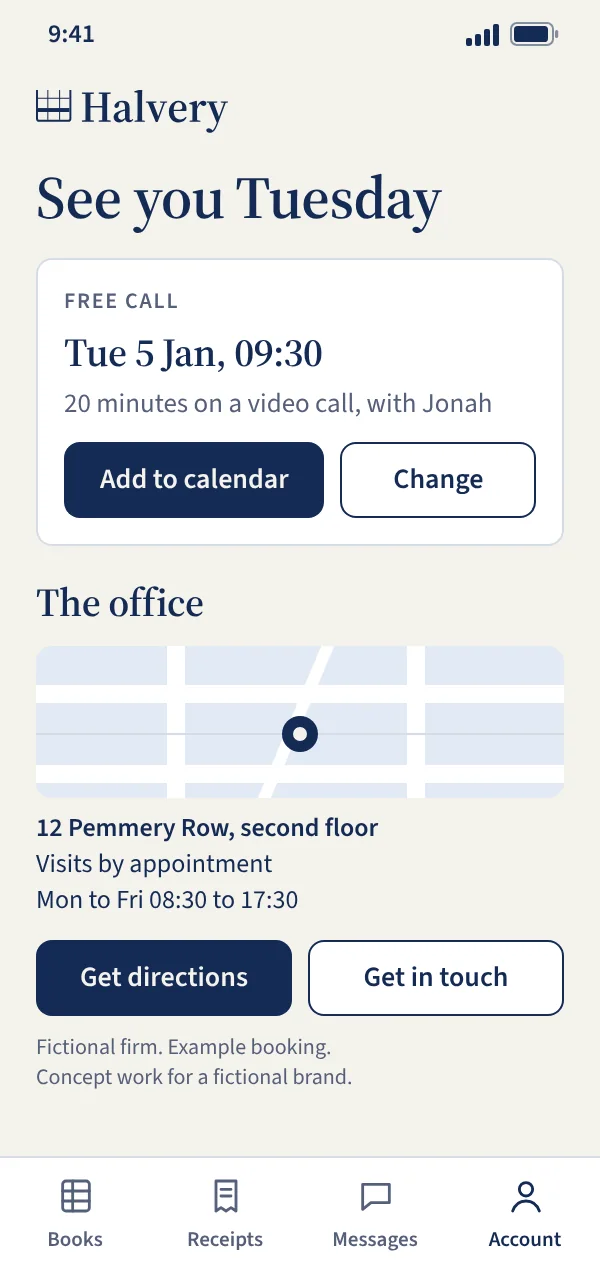 9:41
Halvery
See you Tuesday
FREE CALL
Tue 5 Jan, 09:30
20 minutes on a video call, with Jonah
Add to calendar
Change
The office
12 Pemmery Row, second floor
Visits by appointment
Mon to Fri 08:30 to 17:30
Get directions
Get in touch
Fictional firm. Example booking.
Concept work for a fictional brand.
Books
Receipts
Messages
Account